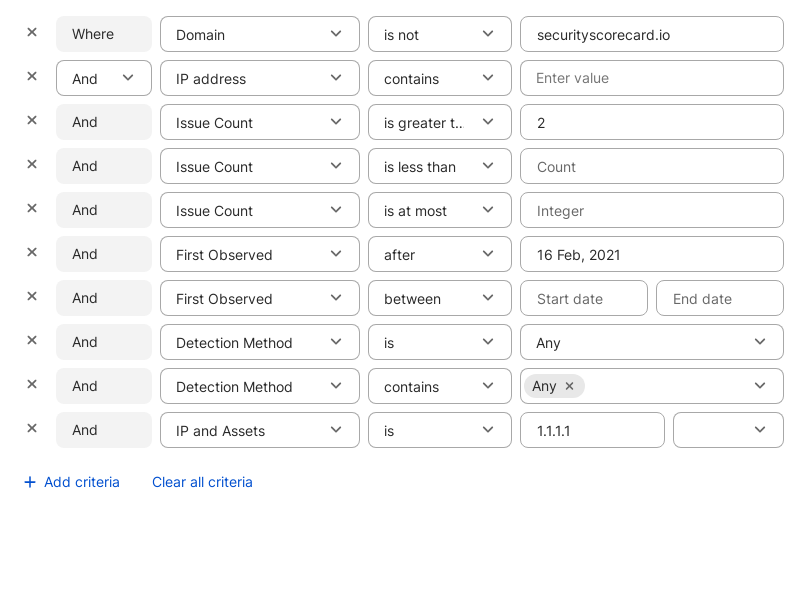 Where Domain is not securityscorecard.io
And IP address contains Enter value
And Issue Count is greater t... 2
And Issue Count is less than Count
And Issue Count is at most Integer
And First Observed after 16 Feb, 2021
And First Observed between Start date End date
And Detection Method is Any
And Detection Method contains Any
And IP and Assets is 1.1.1.1
Add criteria Clear all criteria